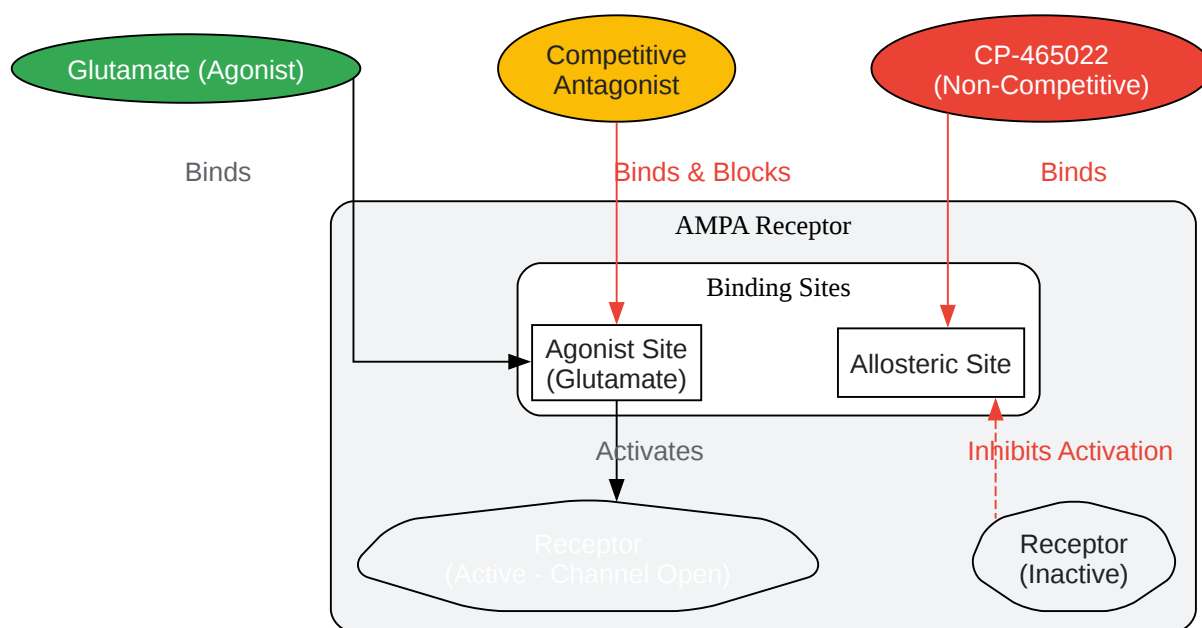 Glutamate (Agonist)
Competitive
Antagonist
CP-465022
(Non-Competitive)
Binds
Binds & Blocks
Binds
AMPA Receptor
Binding Sites
Agonist Site
(Glutamate)
Allosteric Site
Activates
Inhibits Activation
Receptor
(Active - Channel Open)
Receptor
(Inactive)